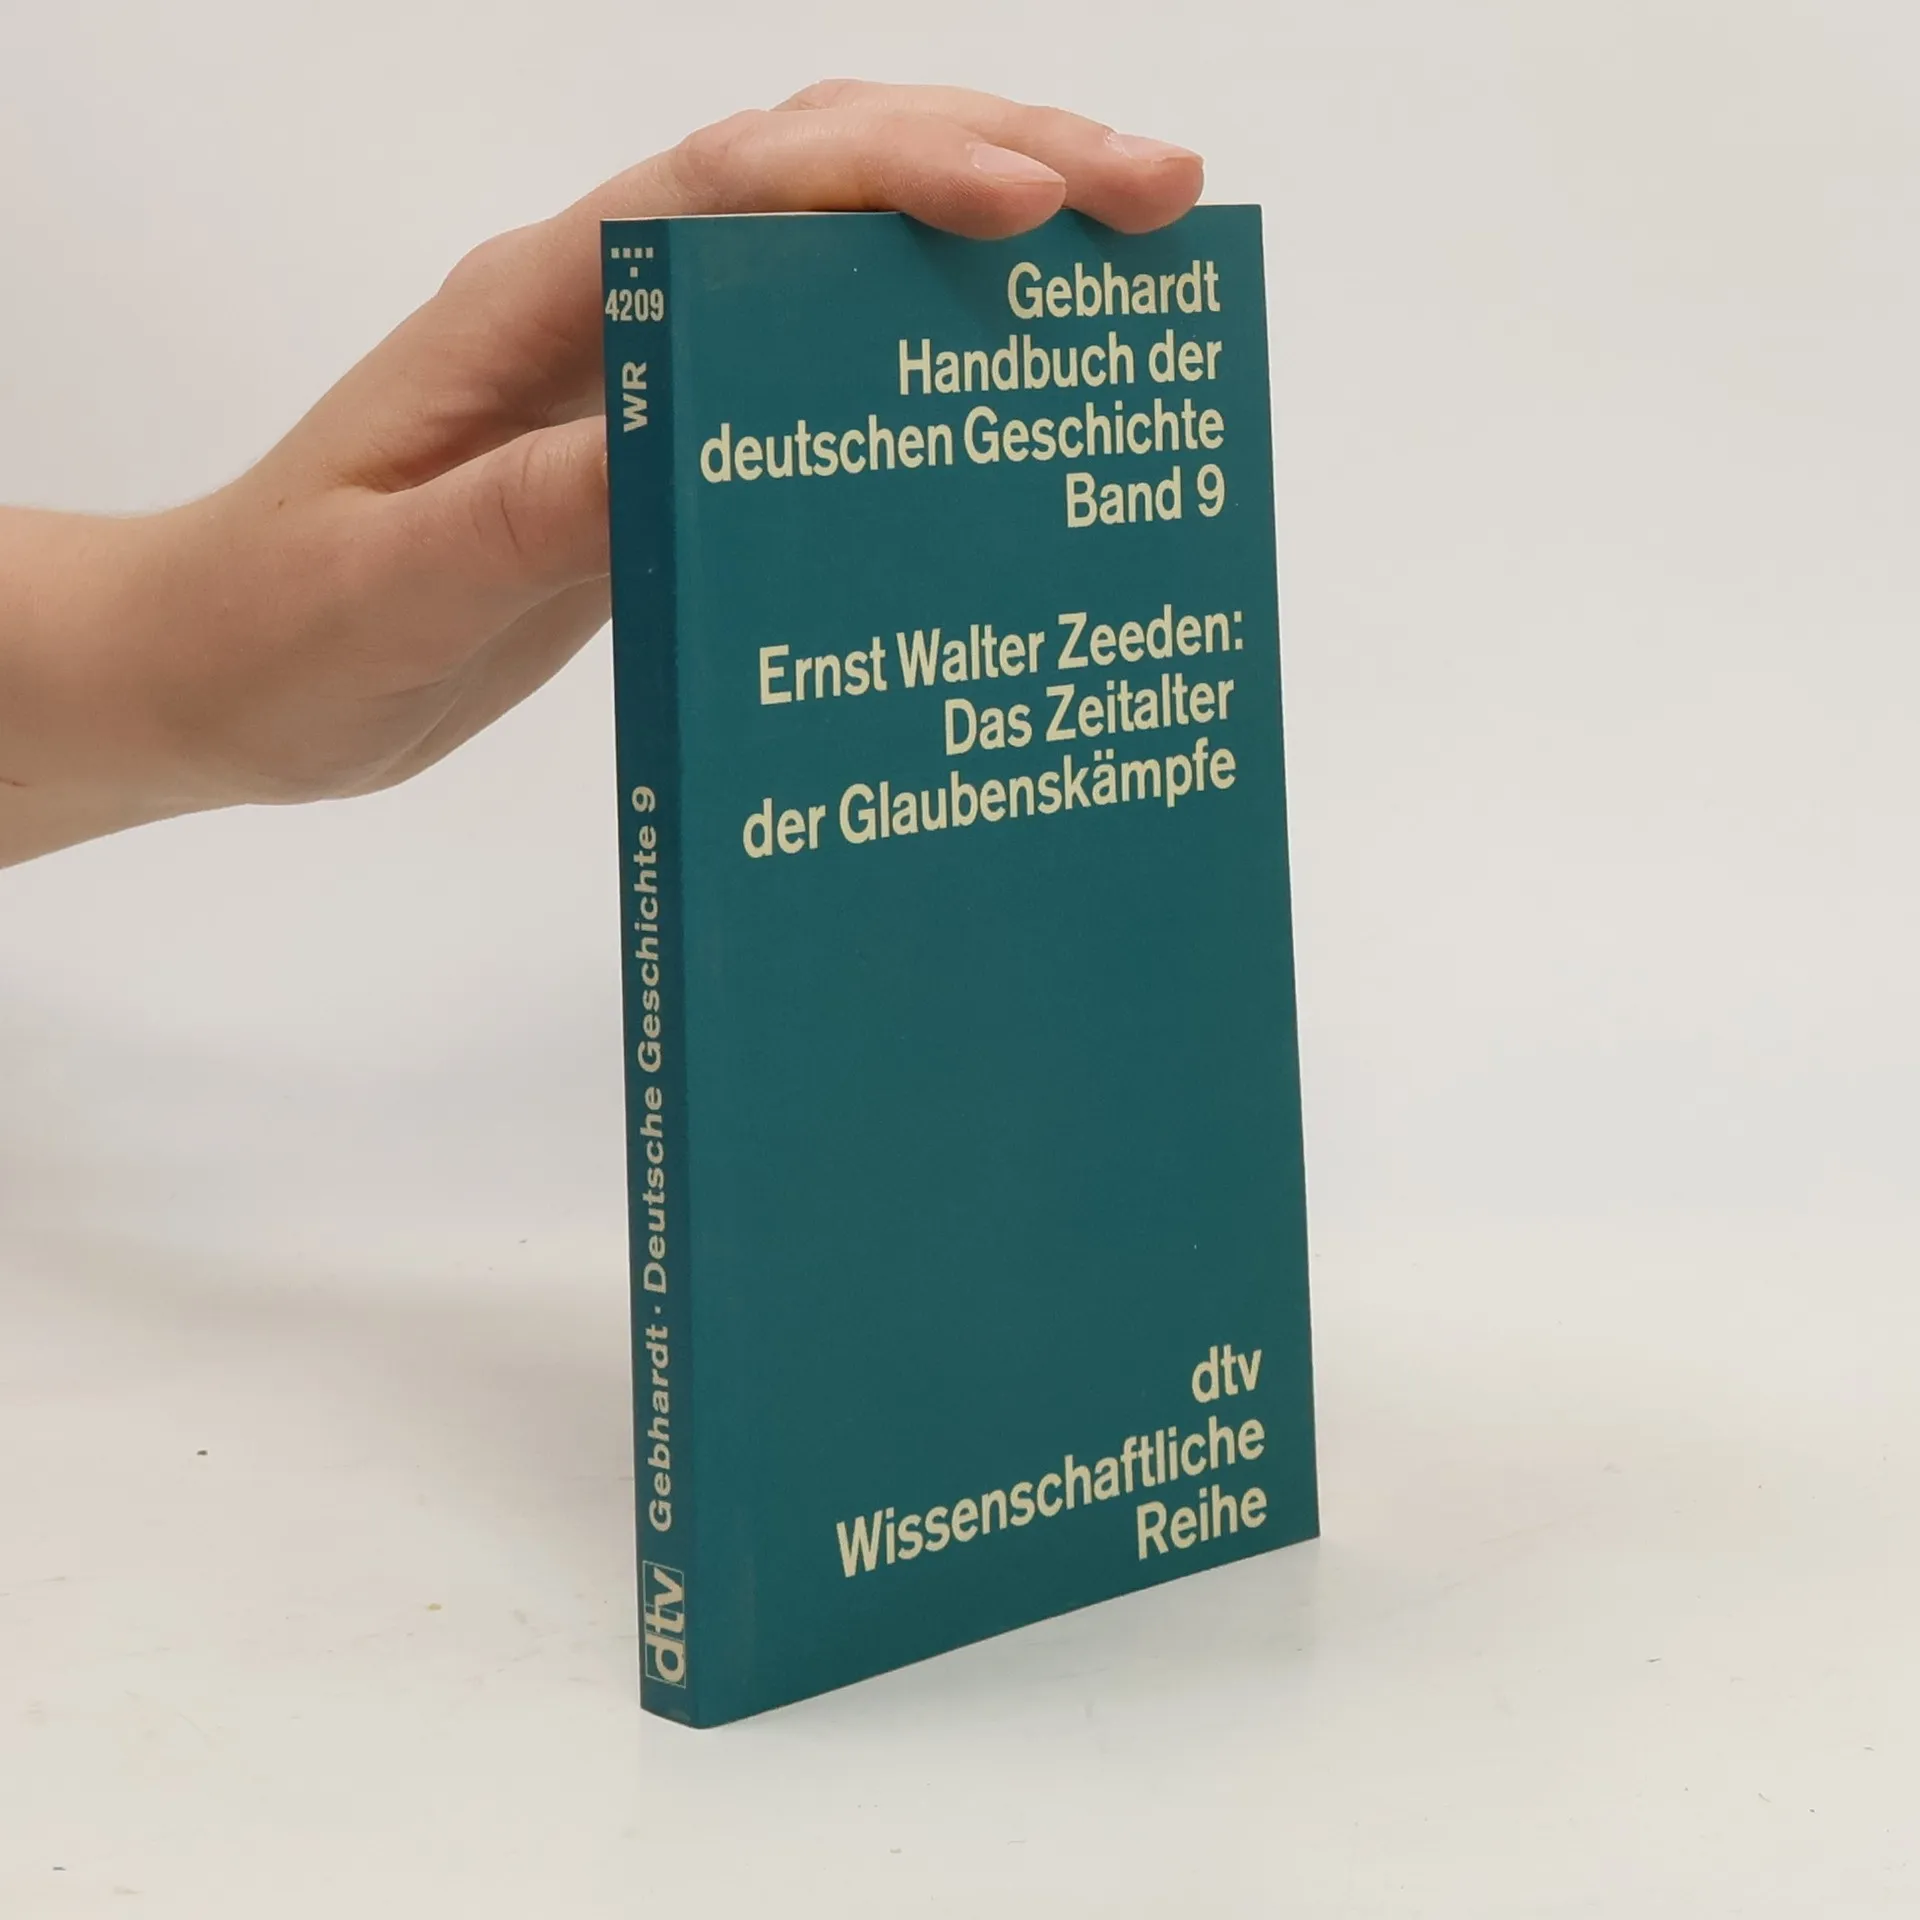 4209
WR
Gebhardt · Deutsche Geschichte 9
dtv
Gebhardt
Handbuch der
deutschen Geschichte
Band 9
Ernst Walter Zeeden:
Das Zeitalter
der Glaubenskämpfe
dtv
Wissenschaftliche
Reihe